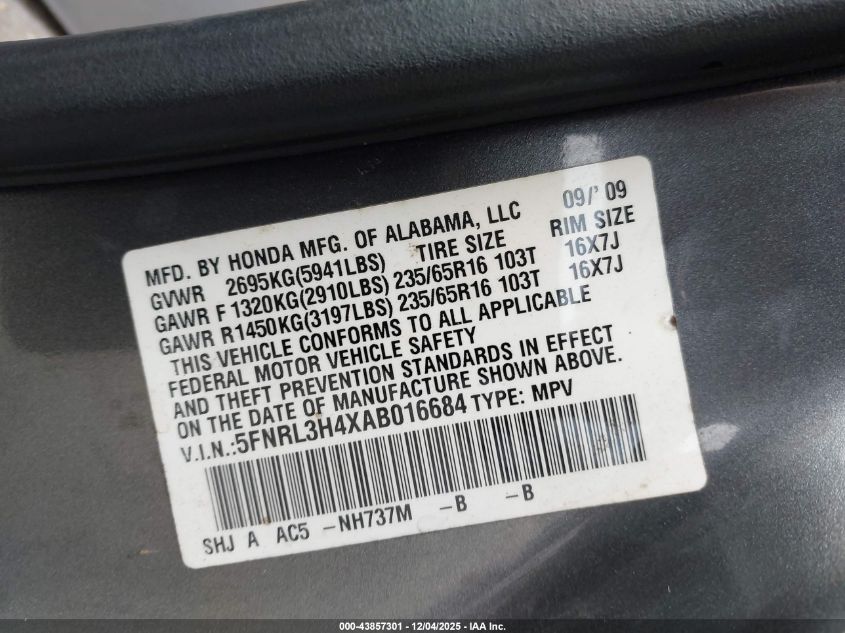 MFD. BY HONDA MFG. OF ALABAMA, LLC 09/' 09
GVWR 2695KG(5941LBS) TIRE SIZE RIM SIZE
GAWR F 1320KG(2910LBS) 235/65R16 103T 16X7J
GAWR R1450KG(3197LBS) 235/65R16 103T 16X7J
THIS VEHICLE CONFORMS TO ALL APPLICABLE
FEDERAL MOTOR VEHICLE SAFETY
AND THEFT PREVENTION STANDARDS IN EFFECT
ON THE DATE OF MANUFACTURE SHOWN ABOVE.
V.I.N.:5FNRL3H4XAB016684 TYPE: MPV
SHJ A AC5 -NH737M -B -B
000-43857301 - 12/04/2025 - IAA Inc.